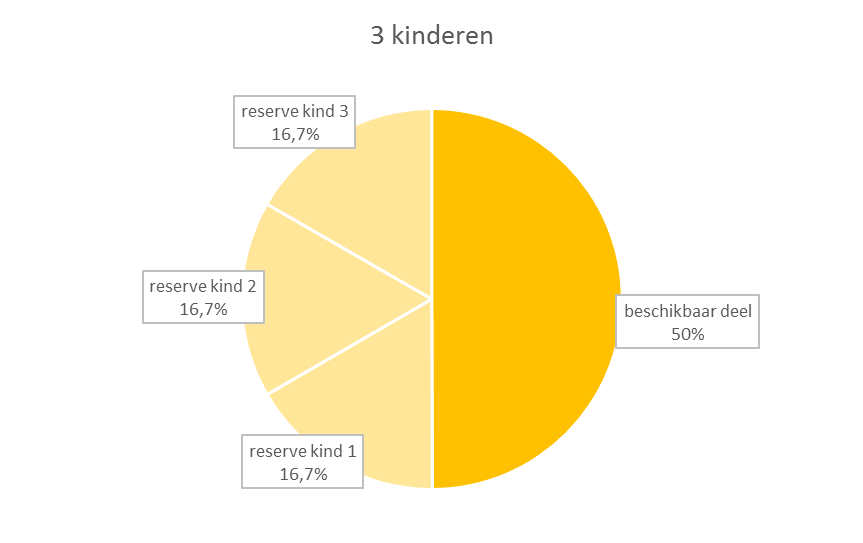 3 kinderen
reserve kind 3
16,7%
reserve kind 2
16,7%
beschikbaar deel
50%
reserve kind 1
16,7%